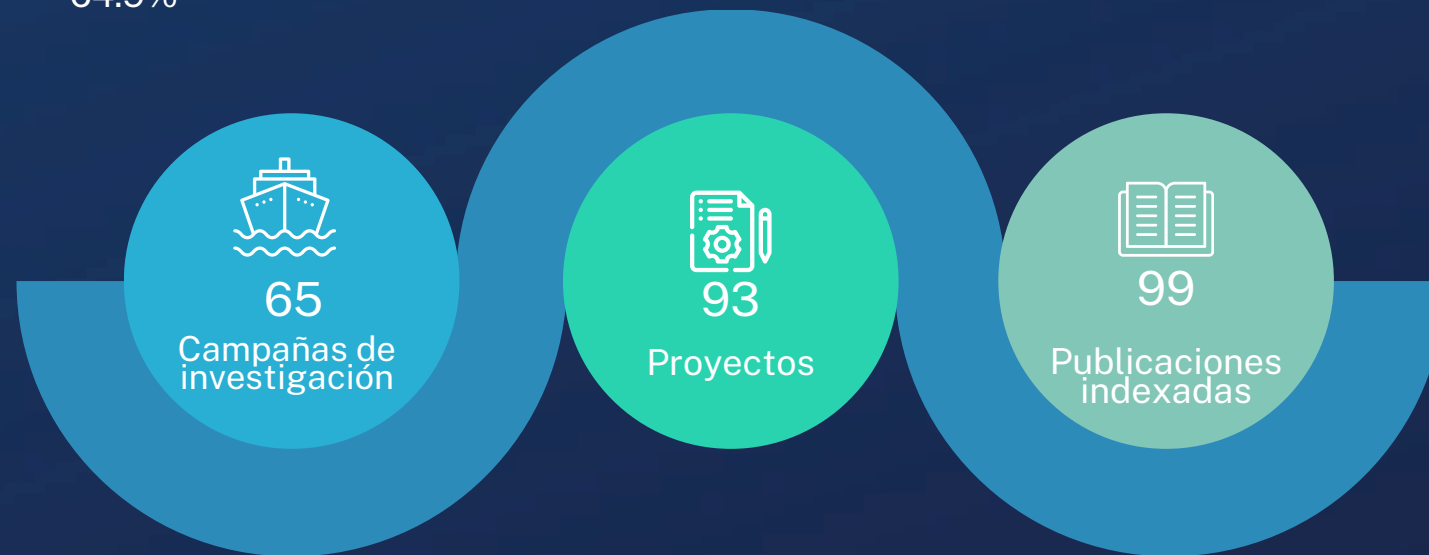 65
Campañas de
investigación
93
Proyectos
99
Publicaciones
indexadas